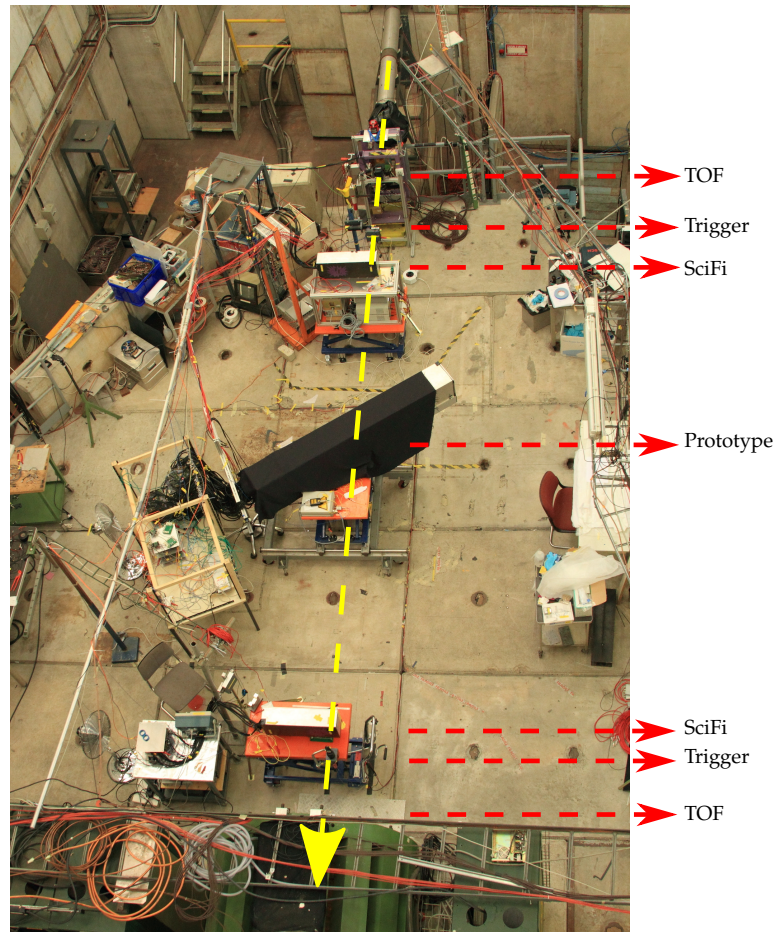 TOF
Trigger
SciFi
Prototype
SciFi
Trigger
TOF